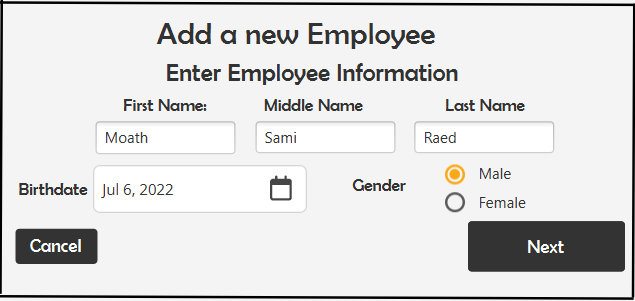 Add a new Employee
Enter Employee Information
First Name: Middle Name Last Name
Moath Sami Raed
Birthdate Jul 6, 2022 Gender Male
Female
Cancel Next